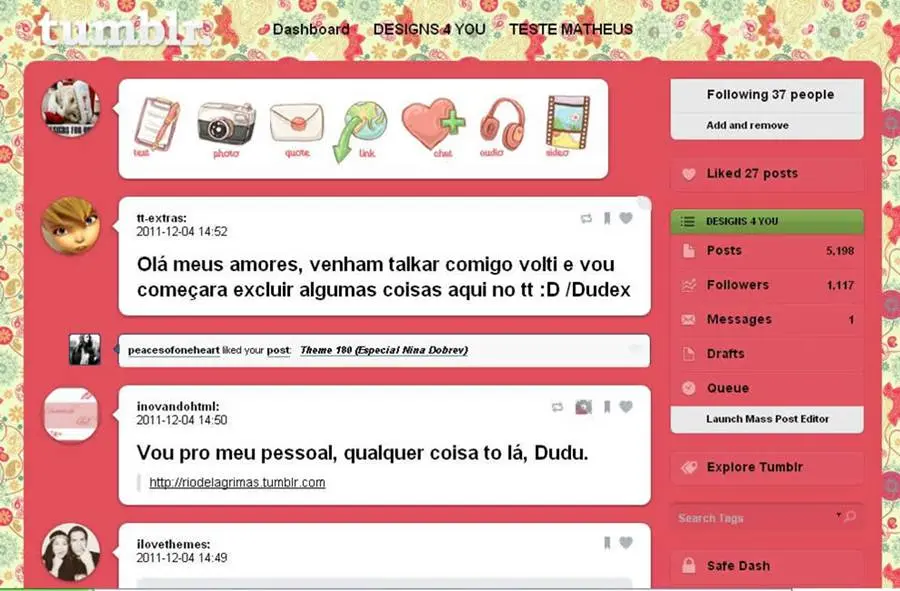 tumblr.
Dashboard DESIGNS 4 YOU TESTE MATHEUS
text photo quote link chat audio video
tt-extras:
2011-12-04 14:52
Olá meus amores, venham talkar comigo volti e vou
começara excluir algumas coisas aqui no tt :D /Dudex
peacesofoneheart liked your post: Theme 180 (Especial Nina Dobrev)
inovandohtml:
2011-12-04 14:50
Vou pro meu pessoal, qualquer coisa to lá, Dudu.
http://riodelagrimas.tumblr.com
ilovethemes:
2011-12-04 14:49
Following 37 people
Add and remove
Liked 27 posts
DESIGNS 4 YOU
Posts 5,198
Followers 1,117
Messages 1
Drafts
Queue
Launch Mass Post Editor
Explore Tumblr
Search Tags
Safe Dash